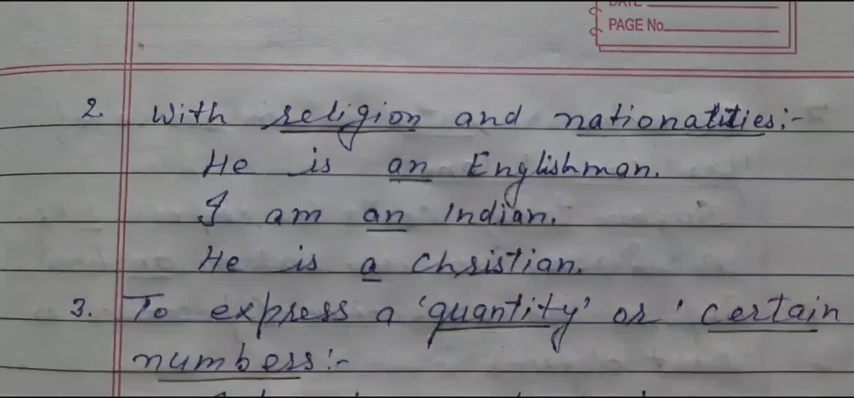 PAGE No.
2 With religion and nationalities:-
He is an Englishman.
I am an Indian.
He is a Christian.
3. To express a 'quantity' or 'certain
numbers:-